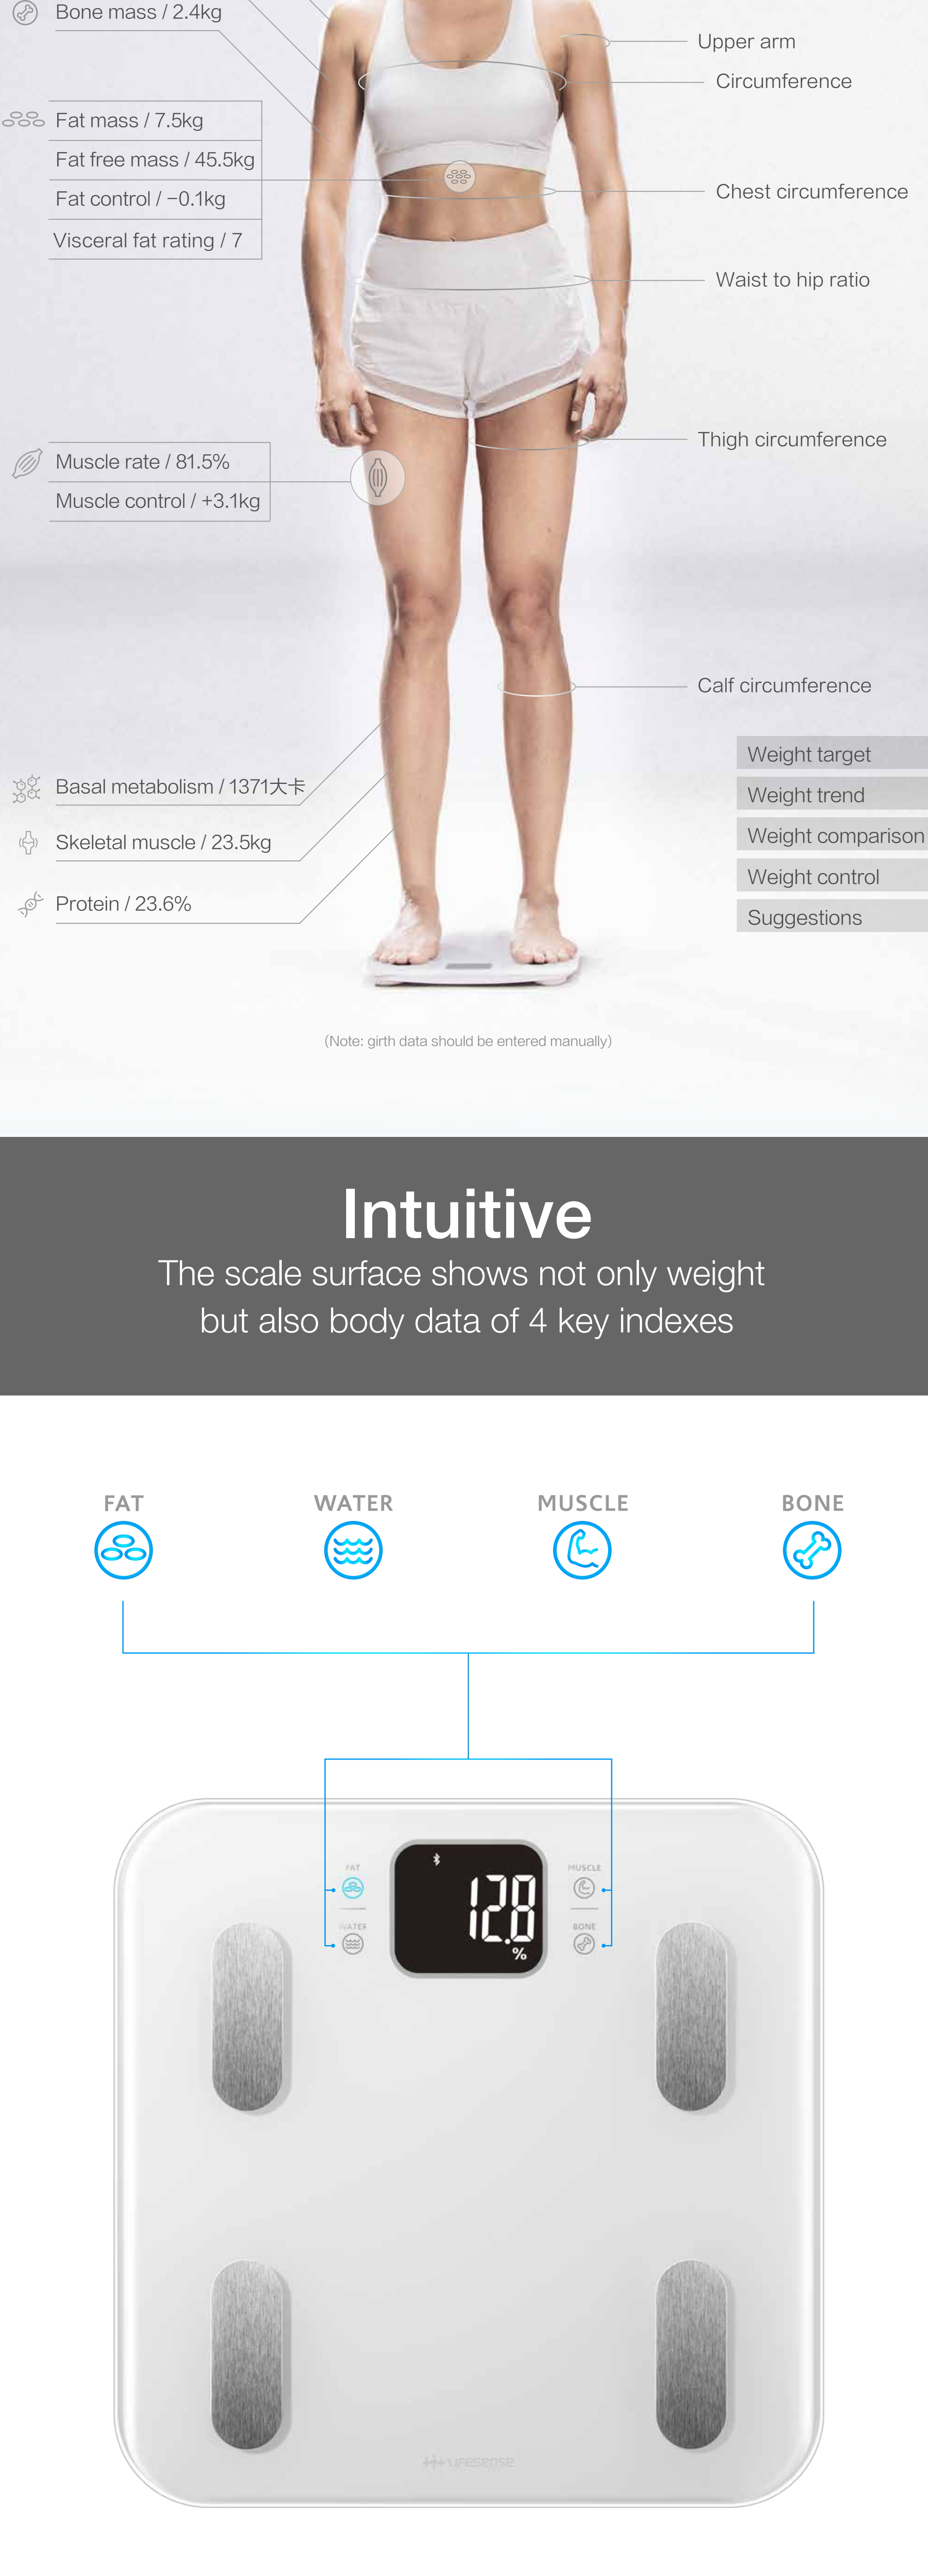 Bone mass / 2.4kg
Upper arm
Circumference
Fat mass / 7.5kg
Fat free mass / 45.5kg
Fat control / −0.1kg
Visceral fat rating / 7
Chest circumference
Waist to hip ratio
Thigh circumference
Muscle rate / 81.5%
Muscle control / +3.1kg
Calf circumference
Weight target
Weight trend
Weight comparison
Weight control
Suggestions
Basal metabolism / 1371大卡
Skeletal muscle / 23.5kg
Protein / 23.6%
(Note: girth data should be entered manually)
Intuitive
The scale surface shows not only weight
but also body data of 4 key indexes
FAT
WATER
MUSCLE
BONE
FAT
WATER
12.8
%
MUSCLE
BONE
LIFESENSE